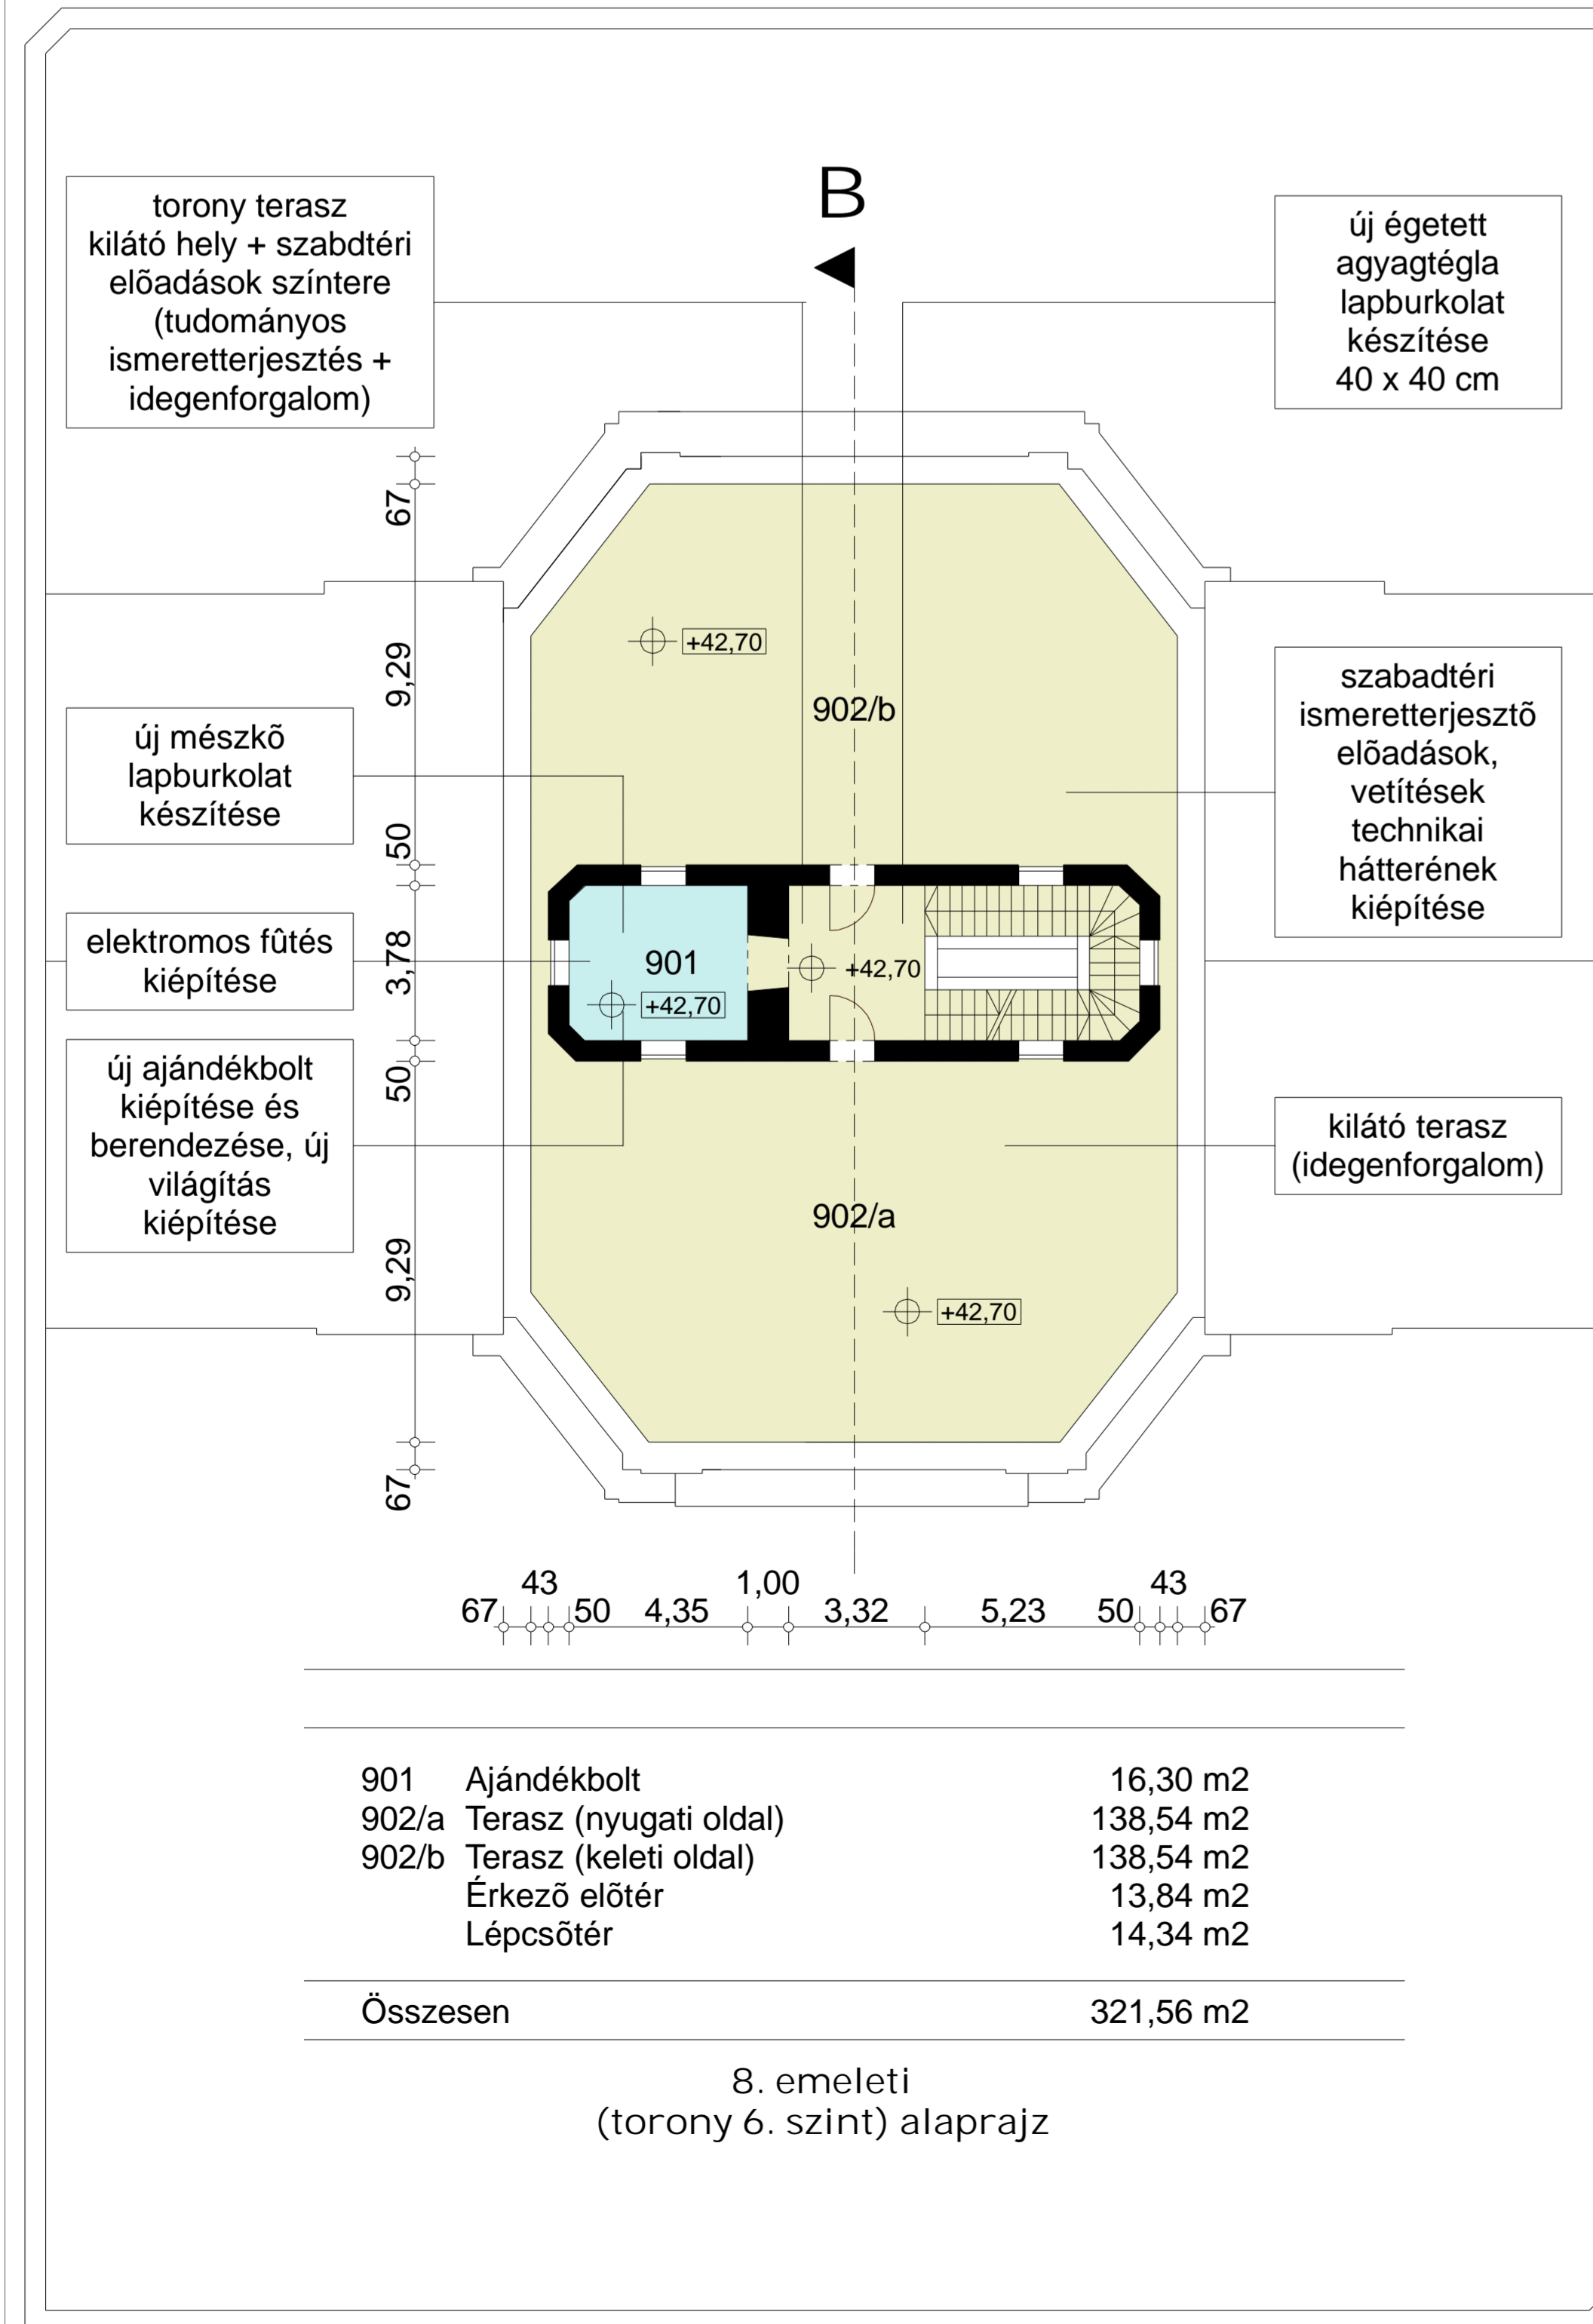 B
torony terasz
kilátó hely + szabdtéri
elõadások színtere
(tudományos
ismeretterjesztés +
idegenforgalom)
új égetett
agyagtégla
lapburkolat
készítése
40 x 40 cm
67
9,29
50
3,78
50
9,29
67
+42,70
902/b
új mészkõ
lapburkolat
készítése
szabadtéri
ismeretterjesztõ
elõadások,
vetítések
technikai
hátterének
kiépítése
elektromos fûtés
kiépítése
901
+42,70
+42,70
új ajándékbolt
kiépítése és
berendezése, új
világítás
kiépítése
kilátó terasz
(idegenforgalom)
902/a
+42,70
43 1,00 43
67 50 4,35 3,32 5,23 50 67
901 Ajándékbolt 16,30 m2
902/a Terasz (nyugati oldal) 138,54 m2
902/b Terasz (keleti oldal) 138,54 m2
Érkezõ elõtér 13,84 m2
Lépcsõtér 14,34 m2
Összesen 321,56 m2
8. emeleti
(torony 6. szint) alaprajz